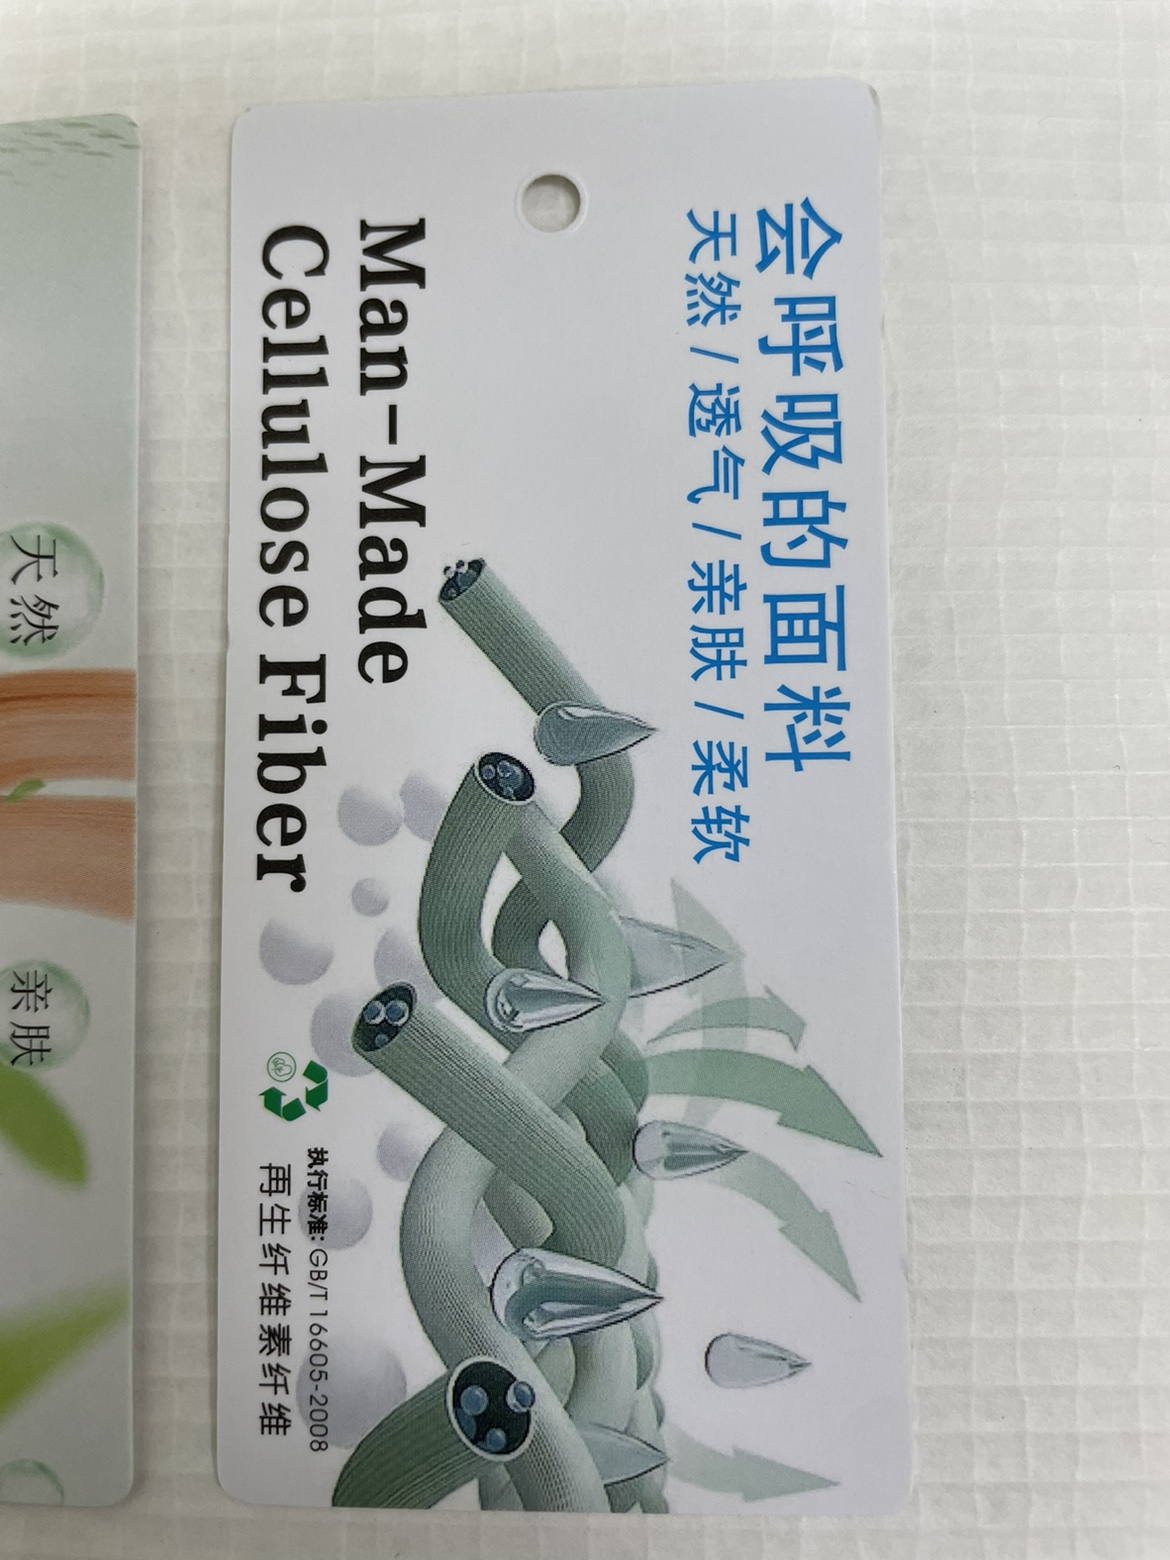 会呼吸的面料
天然/透气/亲肤/柔软
Man-Made
Cellulose Fiber
执行标准: GB/T 16605-2008
再生纤维素纤维
天然
亲肤